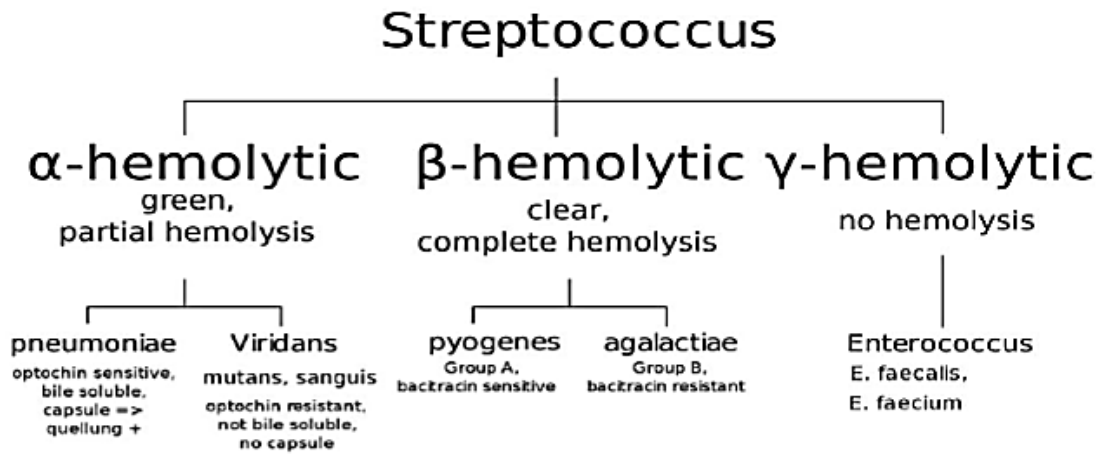 Streptococcus
α-hemolytic
green,
partial hemolysis
β-hemolytic
clear,
complete hemolysis
γ-hemolytic
no hemolysis
pneumoniae
optochin sensitive,
bile soluble,
capsule =>
quellung +
Viridans
mutans, sanguis
optochin resistant,
not bile soluble,
no capsule
pyogenes
Group A,
bacitracin sensitive
agalactiae
Group B,
bacitracin resistant
Enterococcus
E. faecalis,
E. faecium